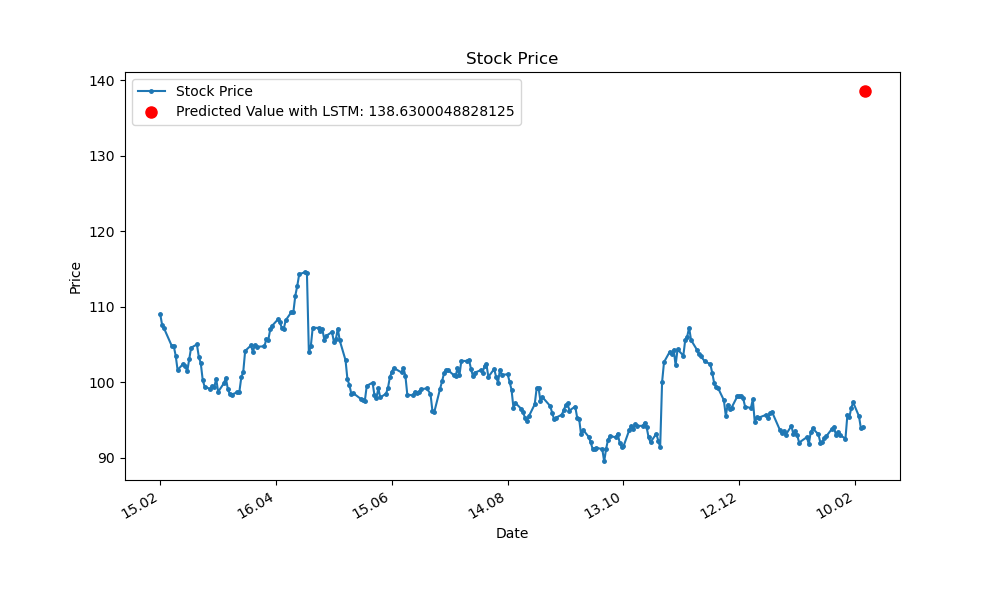 Stock Price
140
130
120
110
100
90
Price
Stock Price
Predicted Value with LSTM: 138.6300048828125
15.02
16.04
15.06
14.08
13.10
12.12
10.02
Date